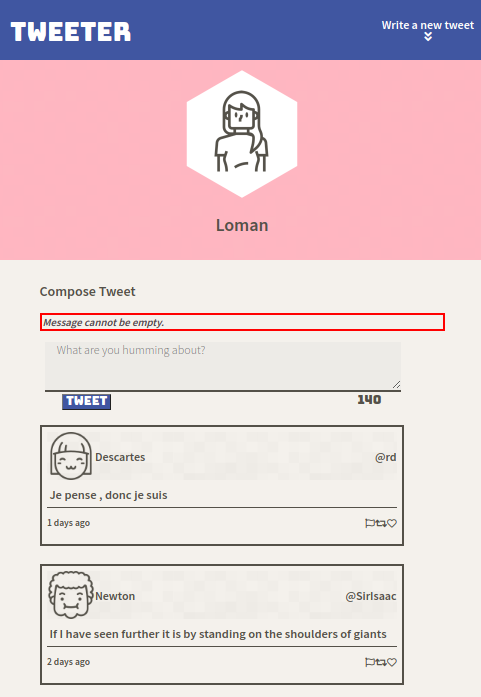 TWEETER
Write a new tweet
Loman
Compose Tweet
Message cannot be empty.
What are you humming about?
TWEET
140
Descartes
@rd
Je pense , donc je suis
1 days ago
Newton
@SirIsaac
If I have seen further it is by standing on the shoulders of giants
2 days ago